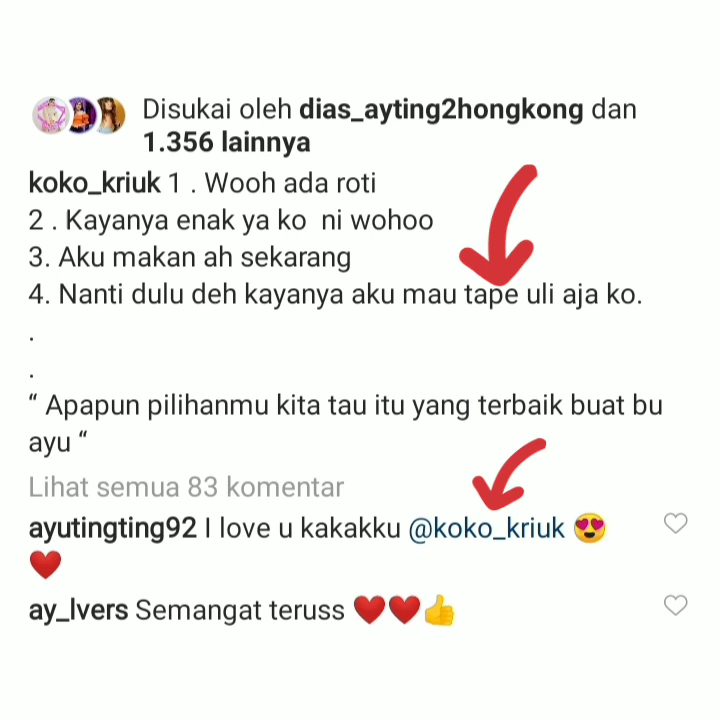 Disukai oleh dias_ayting2hongkong dan
1.356 lainnya
koko_kriuk 1 . Wooh ada roti
2 . Kayanya enak ya ko  ni wohoo
3. Aku makan ah sekarang
4. Nanti dulu deh kayanya aku mau tape uli aja ko.
.
.
“ Apapun pilihanmu kita tau itu yang terbaik buat bu
ayu “
Lihat semua 83 komentar
ayutingting92 I love u kakakku @koko_kriuk 😍
❤️
ay_lvers Semangat teruss ❤️❤️👍